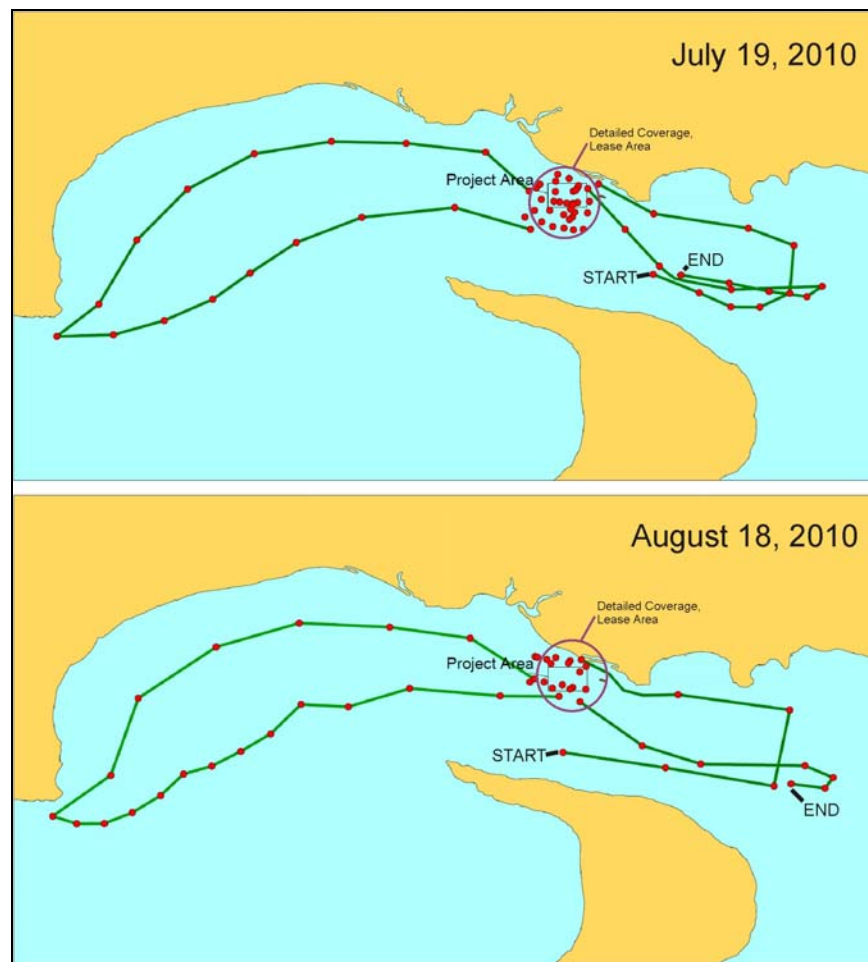 July 19, 2010
Detailed Coverage,
Lease Area
Project Area
END
START
August 18, 2010
Detailed Coverage,
Lease Area
Project Area
START
END